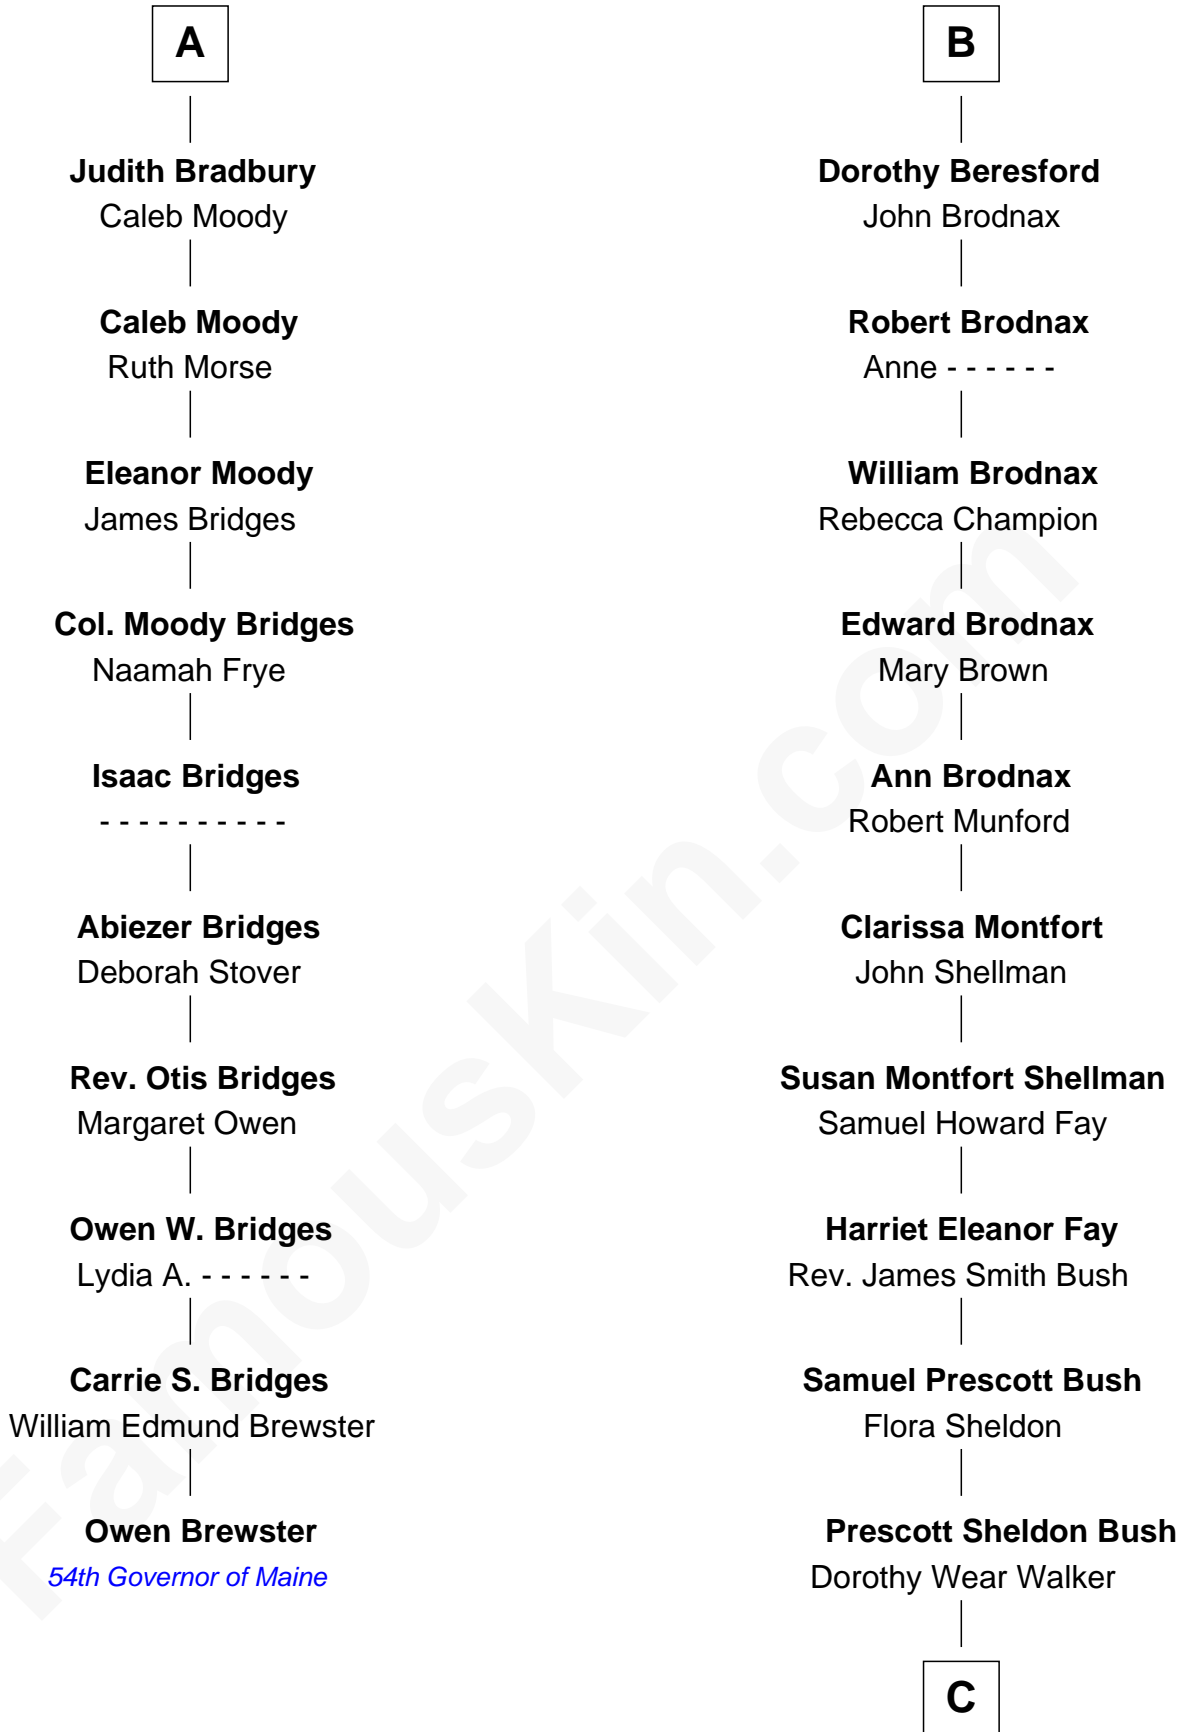 A
Judith Bradbury
Caleb Moody
Caleb Moody
Ruth Morse
Eleanor Moody
James Bridges
Col. Moody Bridges
Naamah Frye
Isaac Bridges
- - - - - - - - - -
Abiezer Bridges
Deborah Stover
Rev. Otis Bridges
Margaret Owen
Owen W. Bridges
Lydia A. - - - - - -
Carrie S. Bridges
William Edmund Brewster
Owen Brewster
54th Governor of Maine
B
Dorothy Beresford
John Brodnax
Robert Brodnax
Anne - - - - - -
William Brodnax
Rebecca Champion
Edward Brodnax
Mary Brown
Ann Brodnax
Robert Munford
Clarissa Montfort
John Shellman
Susan Montfort Shellman
Samuel Howard Fay
Harriet Eleanor Fay
Rev. James Smith Bush
Samuel Prescott Bush
Flora Sheldon
Prescott Sheldon Bush
Dorothy Wear Walker
C
FamousKin.com